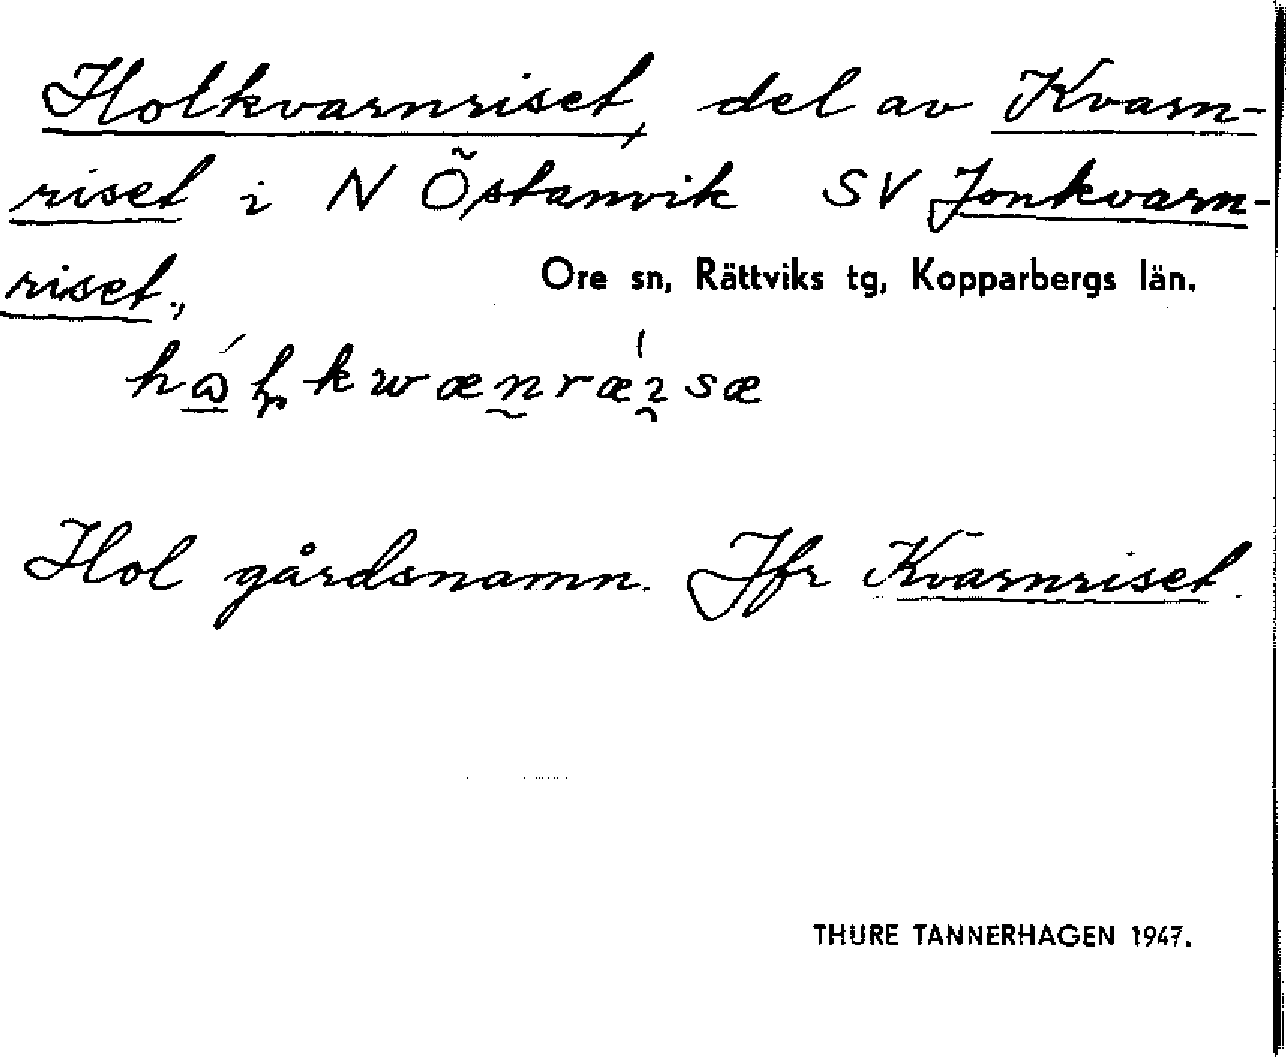 Holkvarnriset, del av Kvarn-
riset i N Östanvik SV Jonkvarn-
riset.,
Ore sn, Rättviks tg, Kopparbergs län.
Hol gårdsnamn. Jfr Kvarnriset.
THURE TANNERHAGEN 1947.